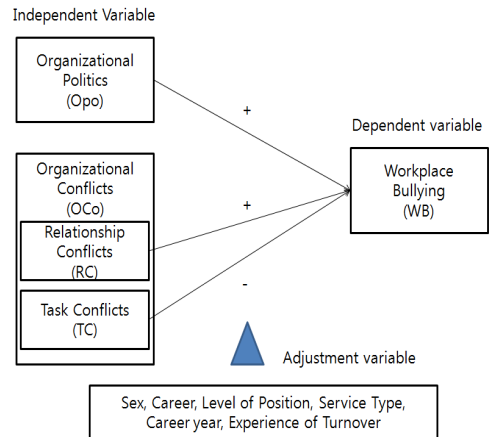 Independent Variable
Organizational
Politics
(Opo)
+
Dependent variable
Workplace
Bullying
(WB)
Organizational
Conflicts
(OCo)
+
Relationship
Conflicts
(RC)
-
Task Conflicts
(TC)
Adjustment variable
Sex, Career, Level of Position, Service Type,
Career year, Experience of Turnover